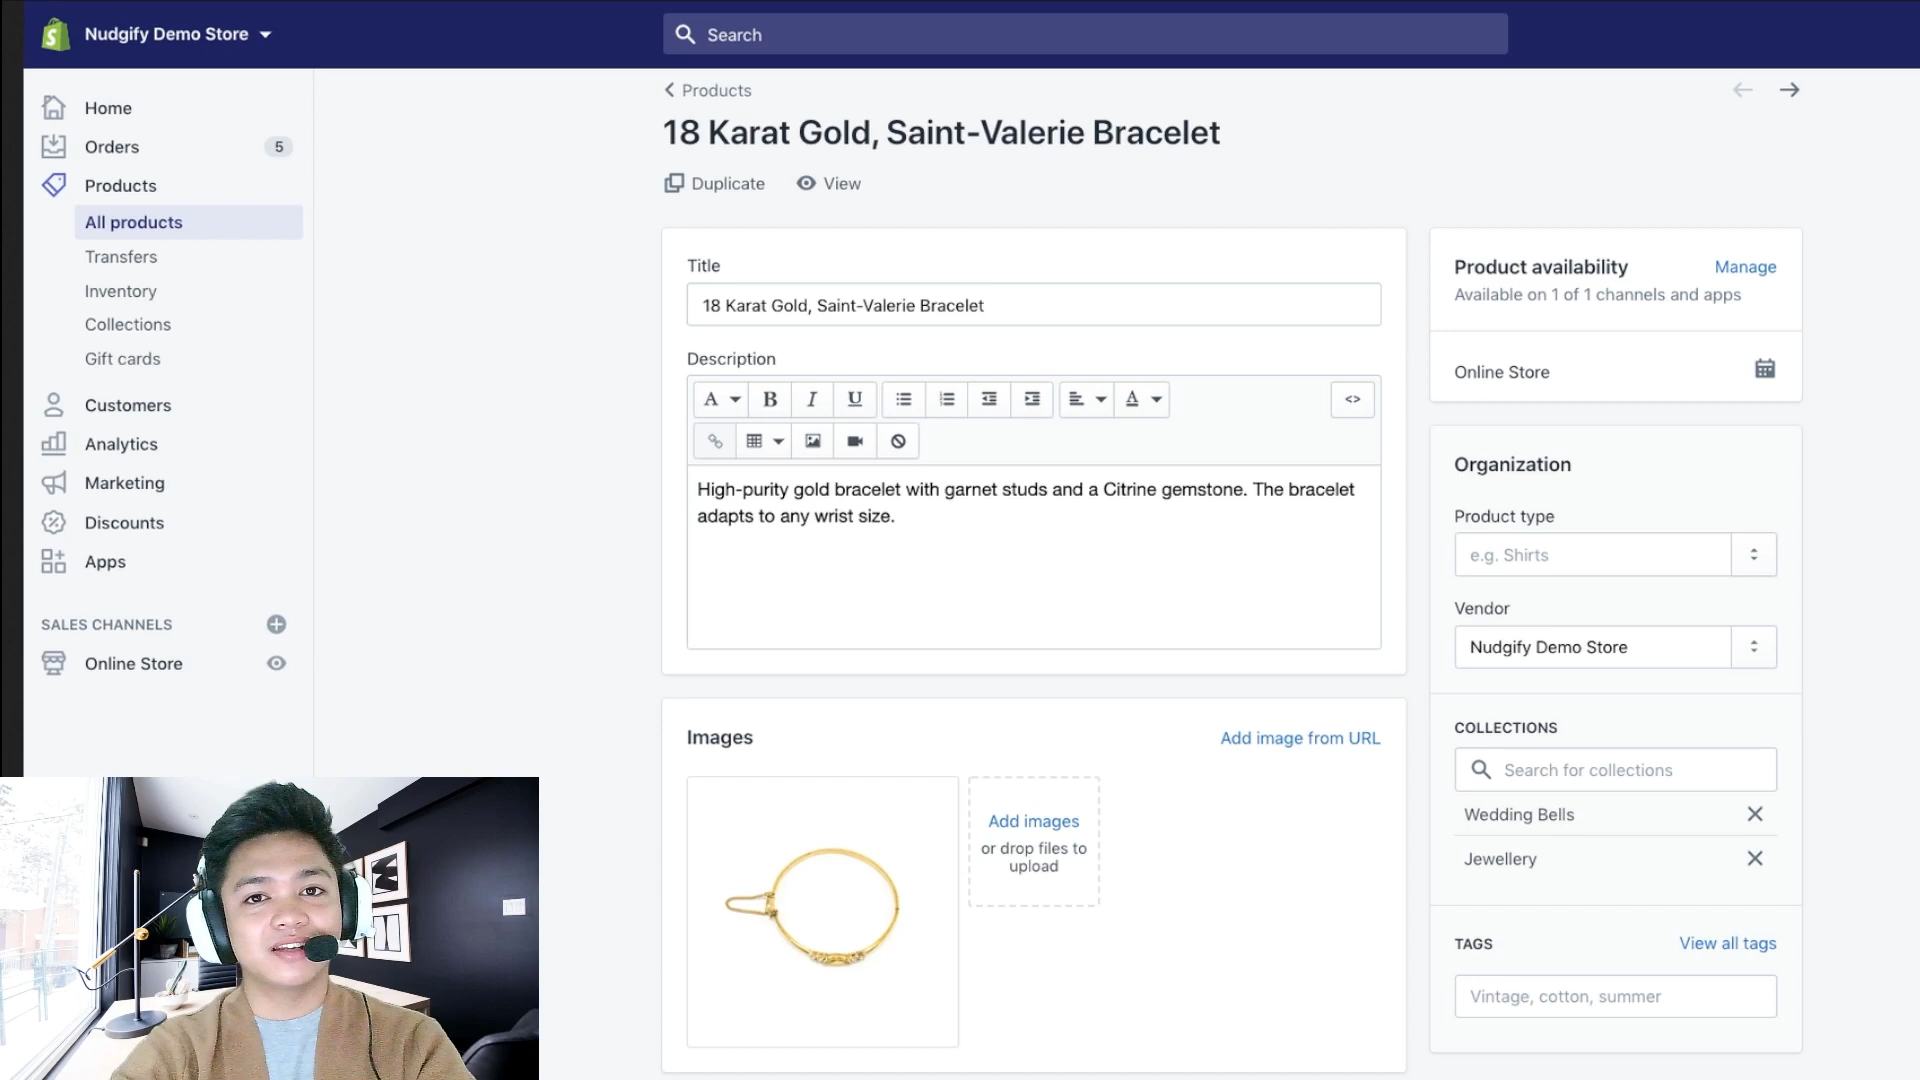 Nudgify Demo Store
Search
Home
Orders
5
Products
All products
Transfers
Inventory
Collections
Gift cards
Customers
Analytics
Marketing
Discounts
Apps
SALES CHANNELS
Online Store
Products
18 Karat Gold, Saint-Valerie Bracelet
Duplicate
View
Title
18 Karat Gold, Saint-Valerie Bracelet
Description
A
B
I
U
A
<>
High-purity gold bracelet with garnet studs and a Citrine gemstone. The bracelet
adapts to any wrist size.
Images
Add image from URL
Add images
or drop files to
upload
Product availability
Manage
Available on 1 of 1 channels and apps
Online Store
Organization
Product type
e.g. Shirts
Vendor
Nudgify Demo Store
COLLECTIONS
Search for collections
Wedding Bells
Jewellery
TAGS
View all tags
Vintage, cotton, summer